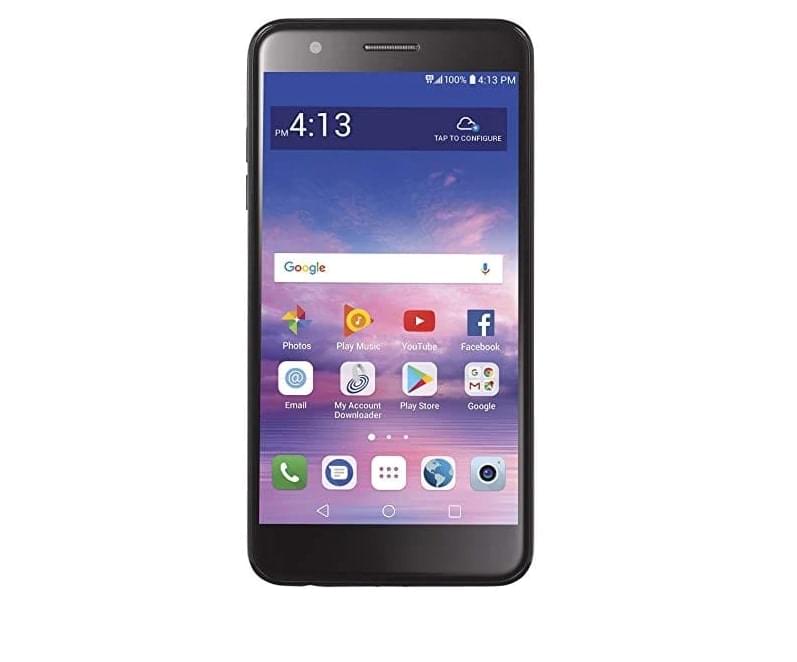 100% 4:13 PM
PM 4:13
TAP TO CONFIGURE
Google
Photos Play Music YouTube Facebook
Email My Account Downloader Play Store Google